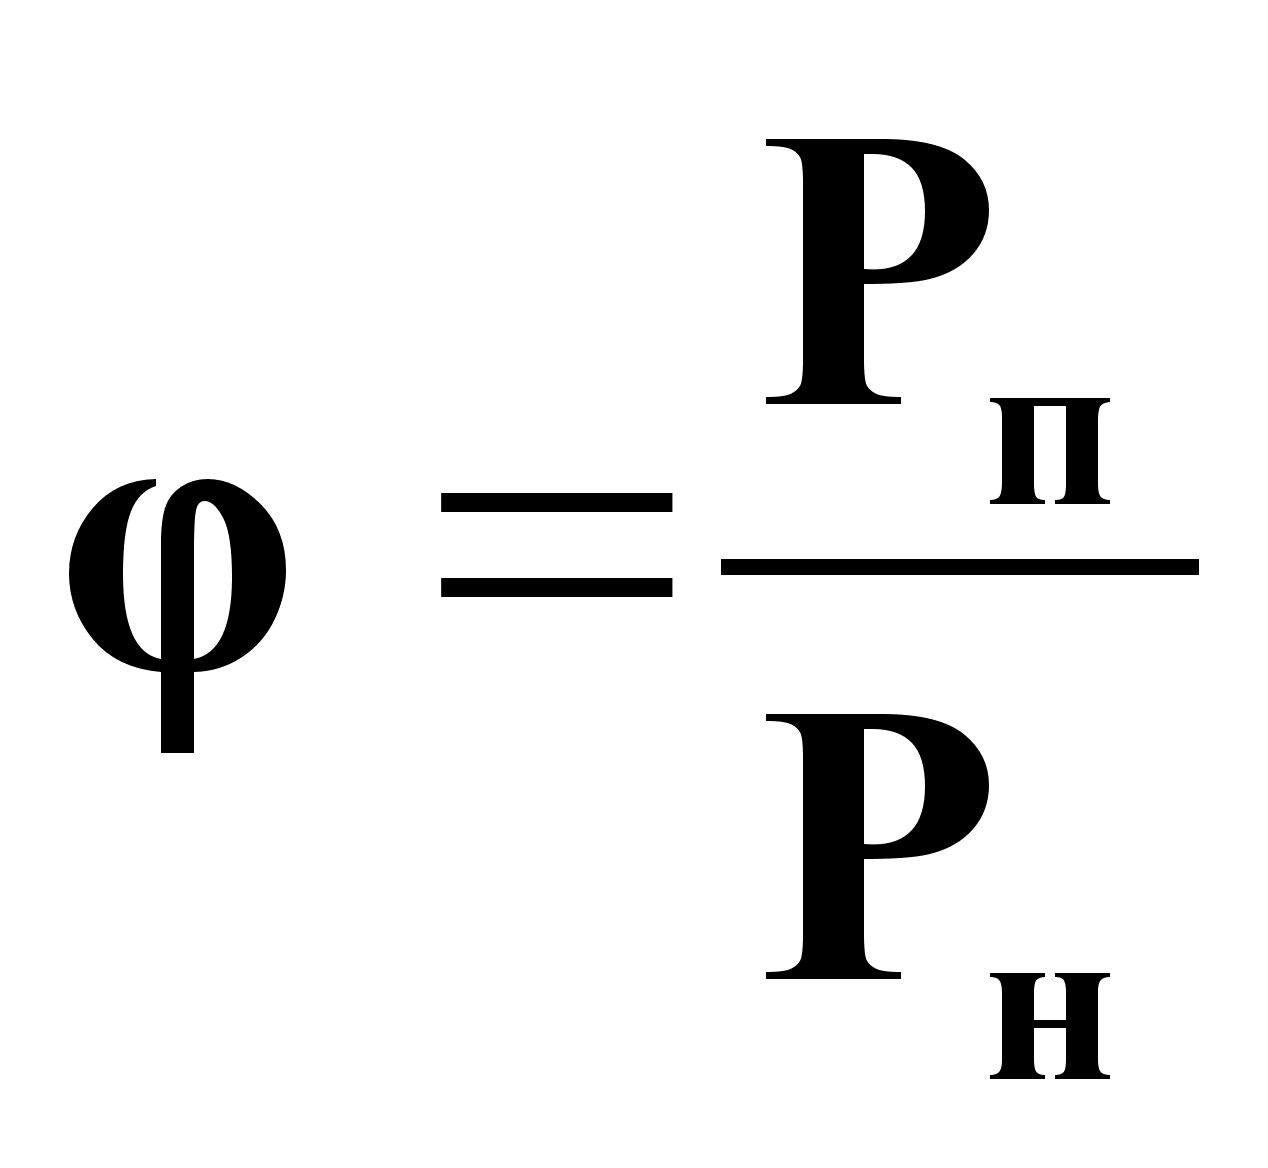 φ = Pп / Pн